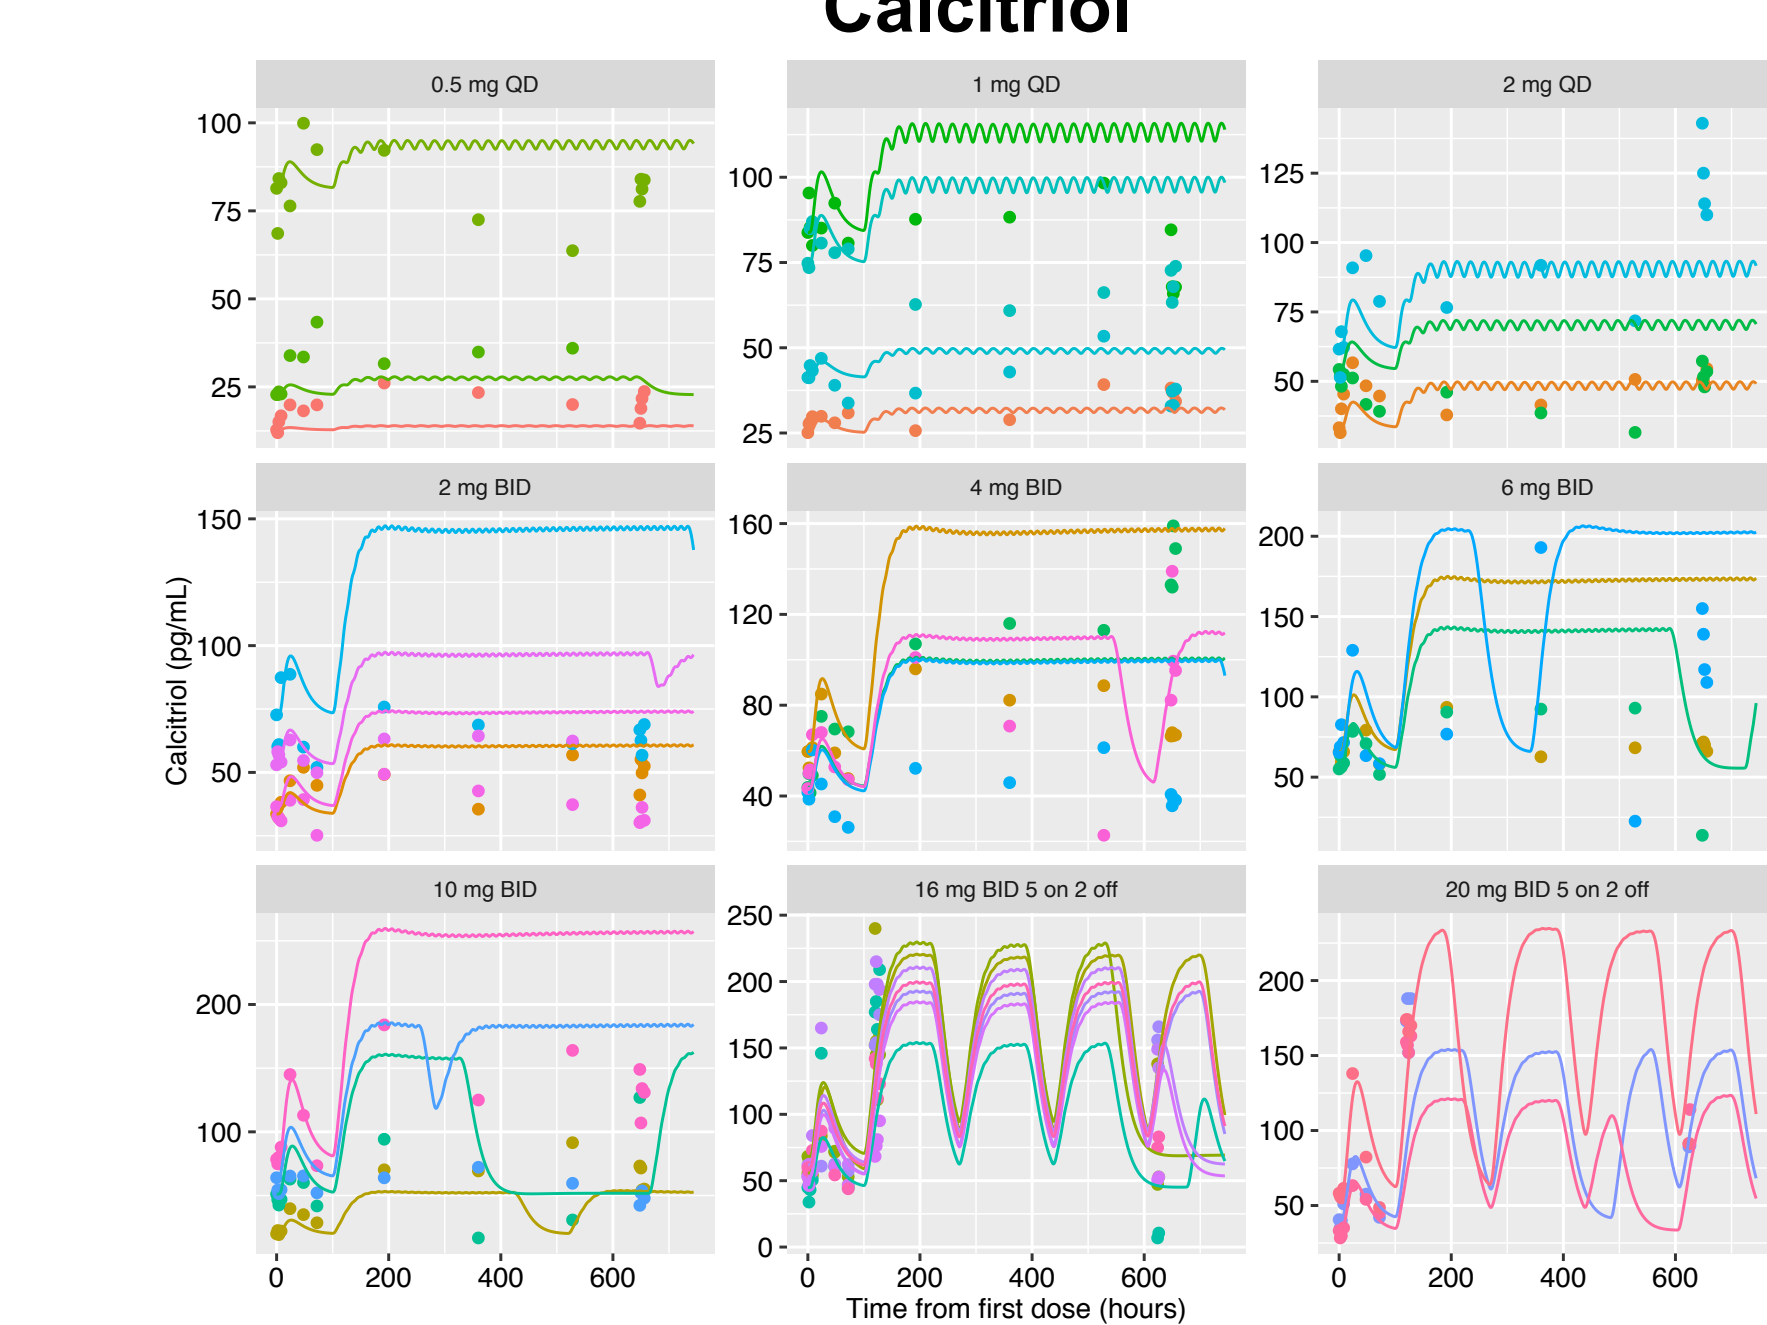 Calcitriol
0.5 mg QD
1 mg QD
2 mg QD
100
75
50
25
100
75
50
25
125
100
75
50
2 mg BID
4 mg BID
6 mg BID
150
100
50
160
120
80
40
200
150
100
50
Calcitriol (pg/mL)
10 mg BID
16 mg BID 5 on 2 off
20 mg BID 5 on 2 off
200
100
250
200
150
100
50
0
200
150
100
50
0 200 400 600
0 200 400 600
0 200 400 600
Time from first dose (hours)